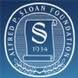 ALFRED P. SLOAN FOUNDATION
S
1934